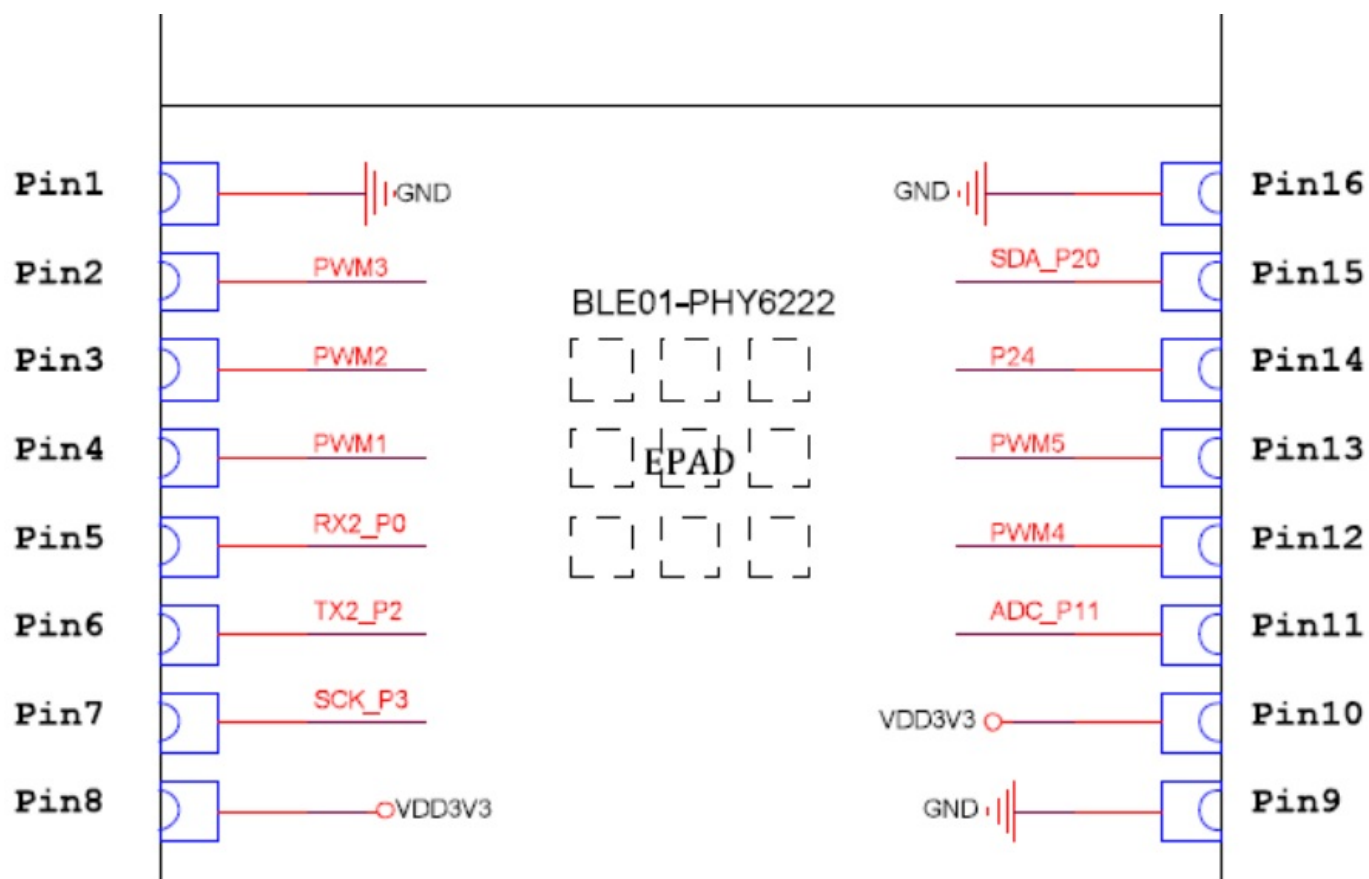 Pin1 GND GND Pin16
Pin2 PWM3 SDA_P20 Pin15
BLE01-PHY6222
Pin3 PWM2 P24 Pin14
Pin4 PWM1 EPAD PWM5 Pin13
Pin5 RX2_P0 PWM4 Pin12
Pin6 TX2_P2 ADC_P11 Pin11
Pin7 SCK_P3 VDD3V3 Pin10
Pin8 VDD3V3 GND Pin9